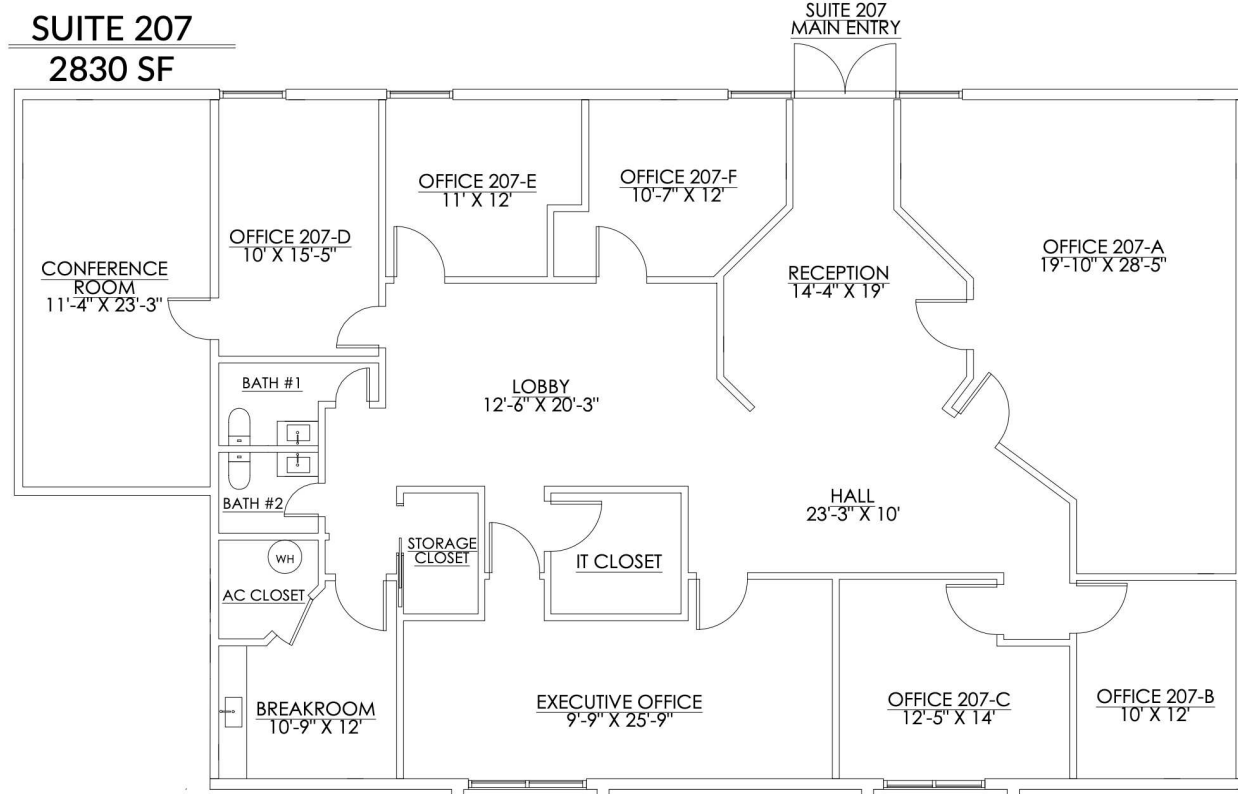 SUITE 207
2830 SF
SUITE 207
MAIN ENTRY
OFFICE 207-E
11' X 12'
OFFICE 207-F
10'-7" X 12'
OFFICE 207-D
10' X 15'-5"
CONFERENCE
ROOM
11'-4" X 23'-3"
RECEPTION
14'-4" X 19'
OFFICE 207-A
19'-10" X 28'-5"
BATH #1
LOBBY
12'-6" X 20'-3"
BATH #2
HALL
23'-3" X 10'
STORAGE
CLOSET
IT CLOSET
WH
AC CLOSET
BREAKROOM
10'-9" X 12'
EXECUTIVE OFFICE
9'-9" X 25'-9"
OFFICE 207-C
12'-5" X 14'
OFFICE 207-B
10' X 12'